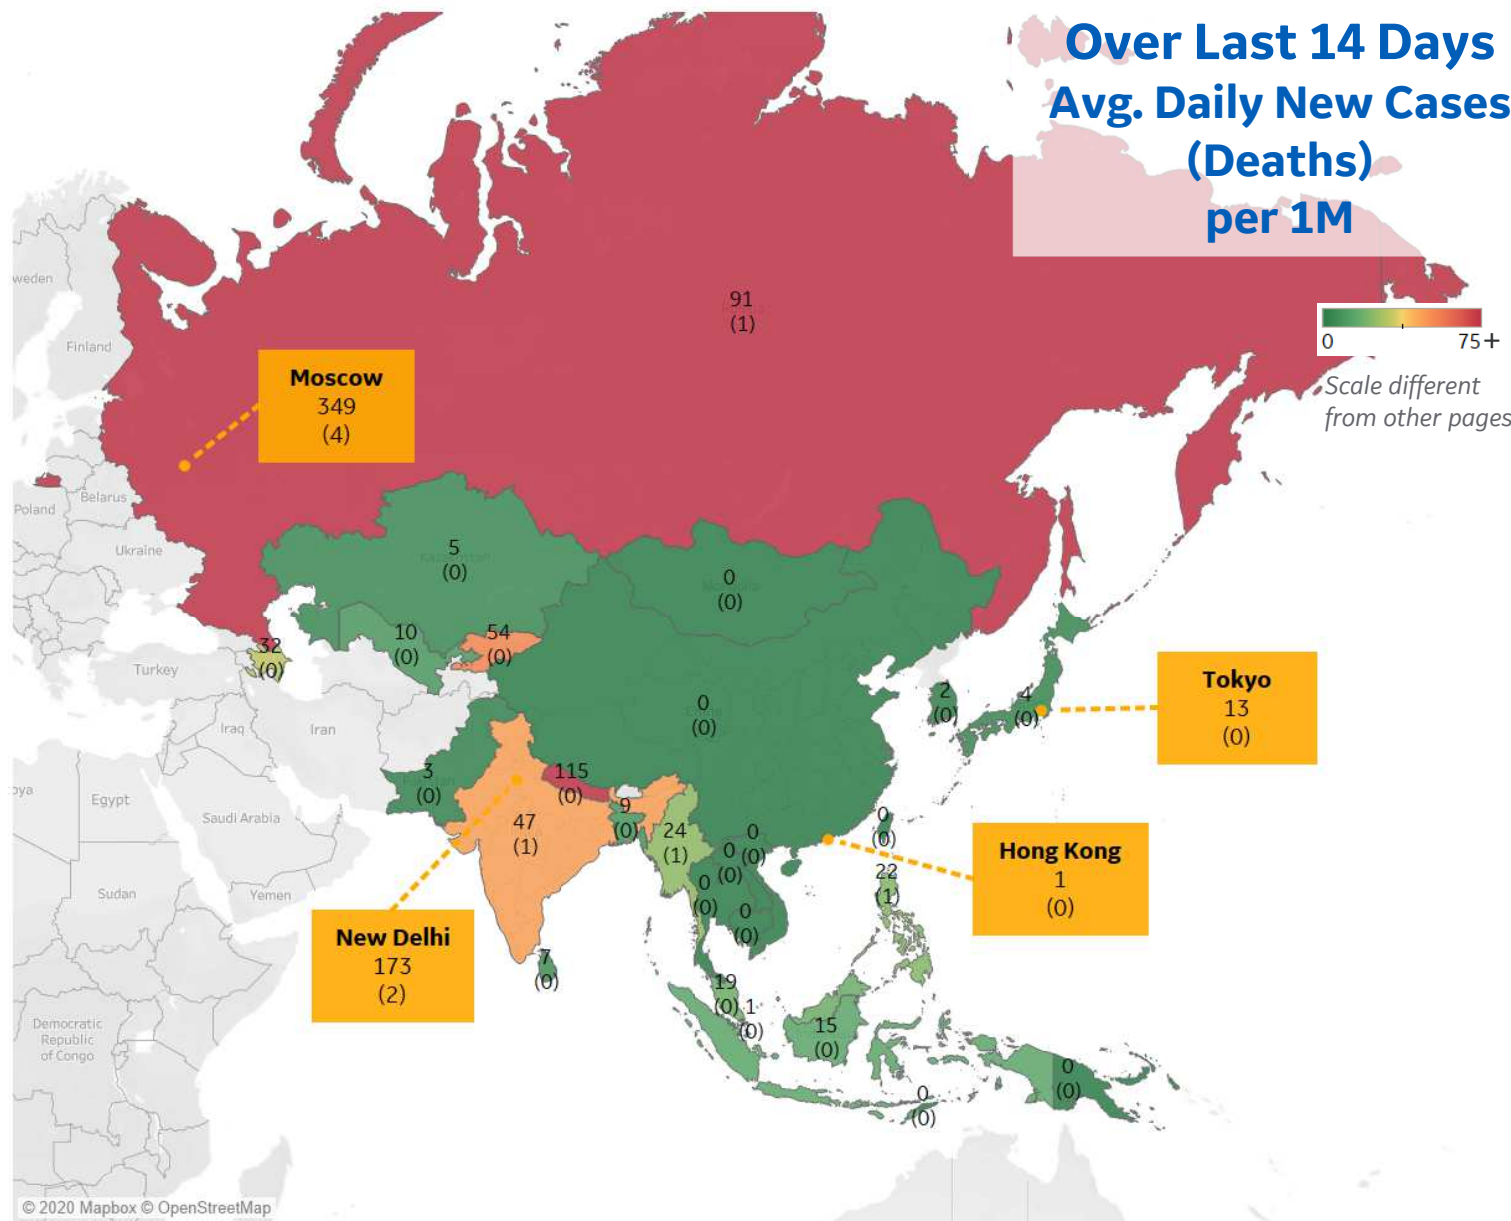 Over Last 14 Days
Avg. Daily New Cases
(Deaths)
per 1M
0
75+
Scale different
from other pages
91
(1)
weden
Finland
Moscow
349
(4)
Belarus
Poland
Ukraine
5
(0)
0
(0)
32
(0)
10
(0)
54
(0)
Turkey
Iraq
Iran
0
(0)
2
(0)
4
(0)
Tokyo
13
(0)
3
(0)
115
(0)
oya
Egypt
Saudi Arabia
47
(1)
9
(0)
24
(1)
0
(0)
0
(0)
0
(0)
22
(1)
Hong Kong
1
(0)
Sudan
Yemen
0
(0)
0
(0)
New Delhi
173
(2)
7
(0)
19
(0)
1
(0)
15
(0)
Democratic
Republic
of Congo
0
(0)
0
(0)
© 2020 Mapbox © OpenStreetMap